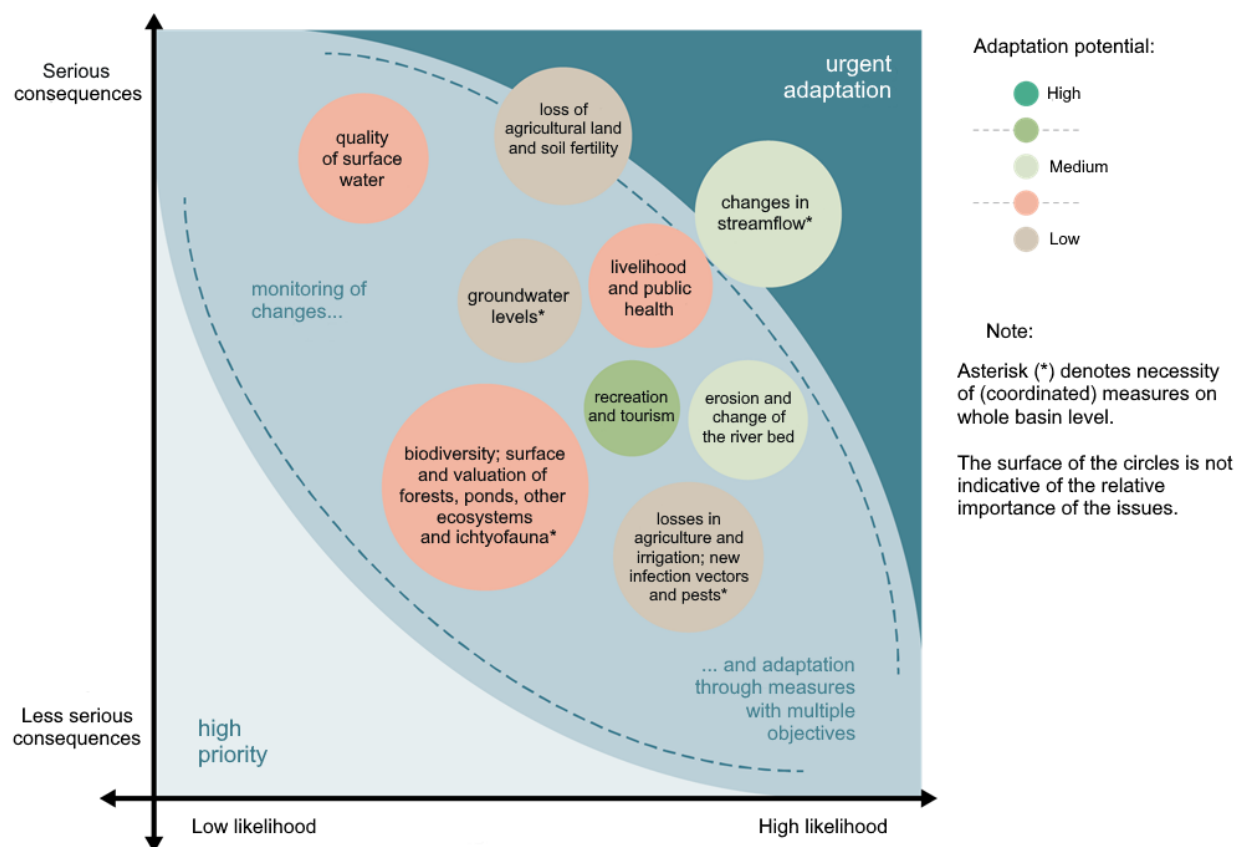 Serious
consequences
urgent
adaptation
loss of
agricultural land
and soil fertility
quality
of surface
water
changes in
streamflow*
livelihood
and public
health
groundwater
levels*
monitoring of
changes...
recreation
and tourism
erosion and
change of
the river bed
biodiversity; surface
and valuation of
forests, ponds, other
ecosystems
and ichtyofauna*
losses in
agriculture and
irrigation; new
infection vectors
and pests*
... and adaptation
through measures
with multiple
objectives
high
priority
Less serious
consequences
Low likelihood
High likelihood
Adaptation potential:
High
Medium
Low
Note:
Asterisk (*) denotes necessity
of (coordinated) measures on
whole basin level.
The surface of the circles is not
indicative of the relative
importance of the issues.